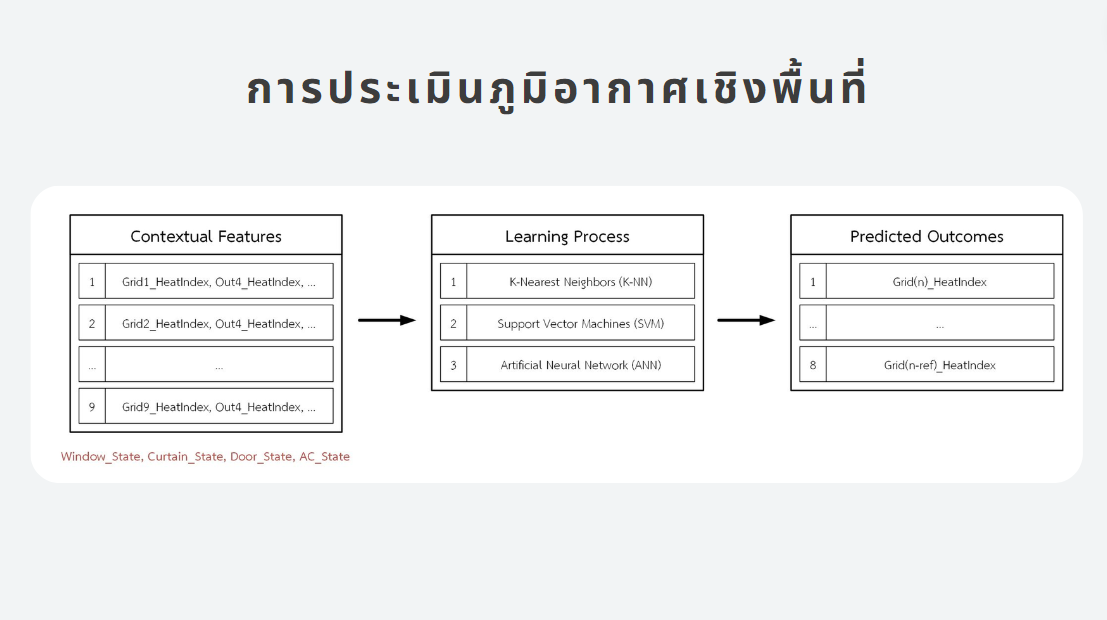 การประเมินภูมิอากาศเชิงพื้นที่
Contextual Features
1 Grid1_HeatIndex, Out4_HeatIndex, ...
2 Grid2_HeatIndex, Out4_HeatIndex, ...
... ...
9 Grid9_HeatIndex, Out4_HeatIndex, ...
Window_State, Curtain_State, Door_State, AC_State
Learning Process
1 K-Nearest Neighbors (K-NN)
2 Support Vector Machines (SVM)
3 Artificial Neural Network (ANN)
Predicted Outcomes
1 Grid(n)_HeatIndex
... ...
8 Grid(n-ref)_HeatIndex